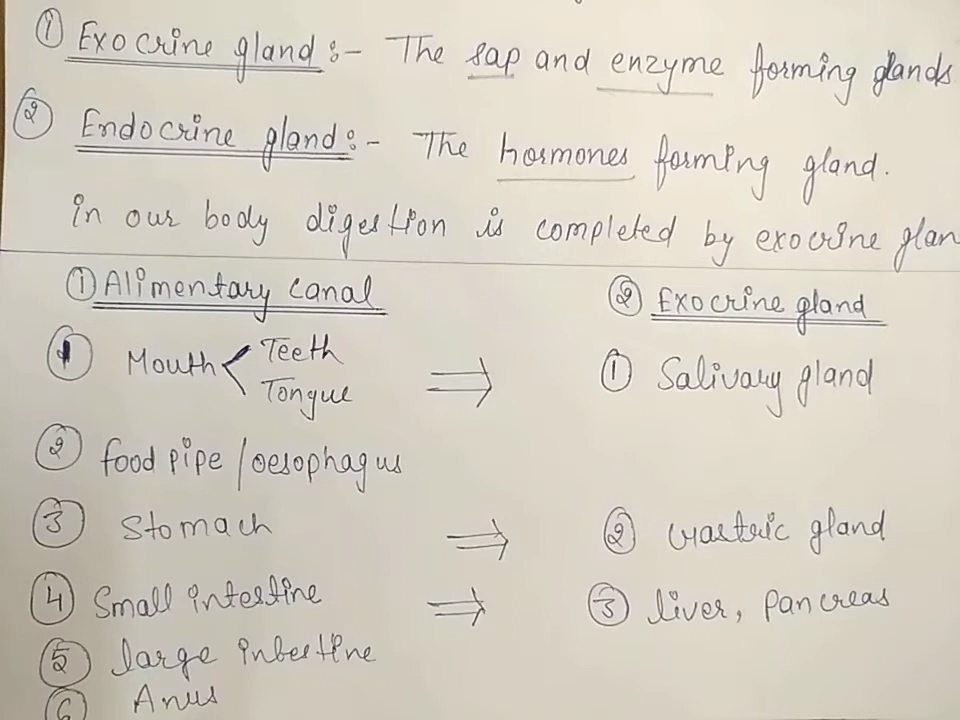 ① Exocrine gland :- The sap and enzyme forming glands
② Endocrine gland :- The hormones forming gland.
in our body digestion is completed by exocrine glan
① Alimentary canal
② Exocrine gland
① Mouth < Teeth
Tongue
⇒ ① Salivary gland
② food pipe / oesophagus
③ Stomach ⇒ ② Gastric gland
④ Small intestine ⇒ ③ liver, pancreas
⑤ large intestine
⑥ Anus